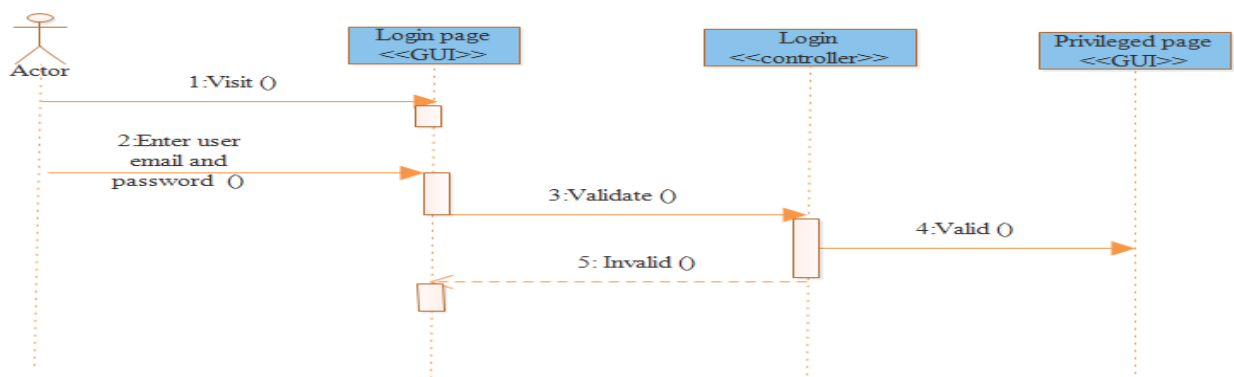 Actor
Login page
<<GUI>>
Login
<<controller>>
Privileged page
<<GUI>>
1:Visit ()
2:Enter user
email and
password ()
3:Validate ()
4:Valid ()
5: Invalid ()